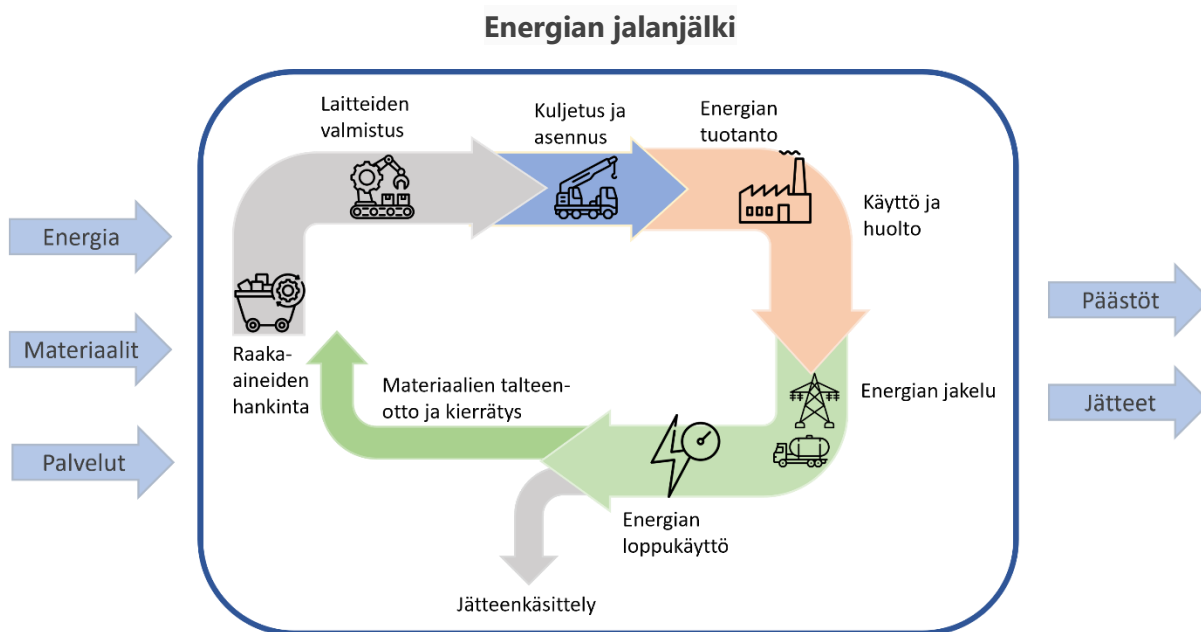 Energian jalanjälki
Laitteiden
valmistus
Kuljetus ja
asennus
Energian
tuotanto
Käyttö ja
huolto
Energia
Materiaalit
Palvelut
Raaka-
aineiden
hankinta
Materiaalien talteen-
otto ja kierrätys
Energian jakelu
Energian
loppukäyttö
Jätteenkäsittely
Päästöt
Jätteet